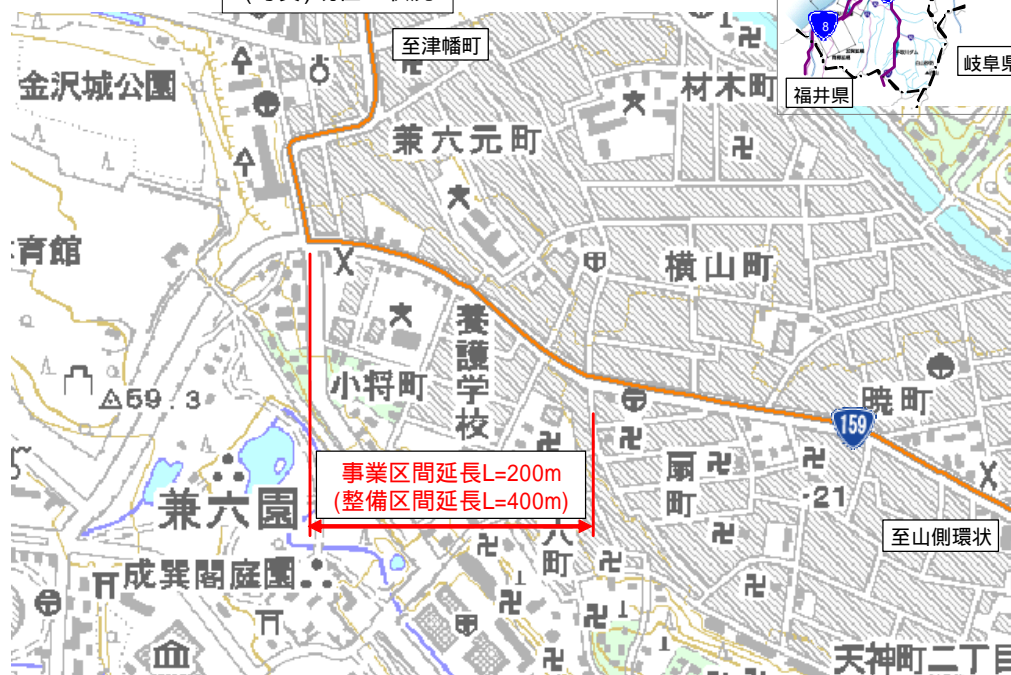 至津幡町
8
福井県
岐阜県
金沢城公園
材木町
兼六元町
育館
横山町
養護学校
小将町
59.3
暁町
159
事業区間延長L=200m
(整備区間延長L=400m)
扇町
21
兼六園
八町
至山側環状
成巽閣庭園
天神町二丁目